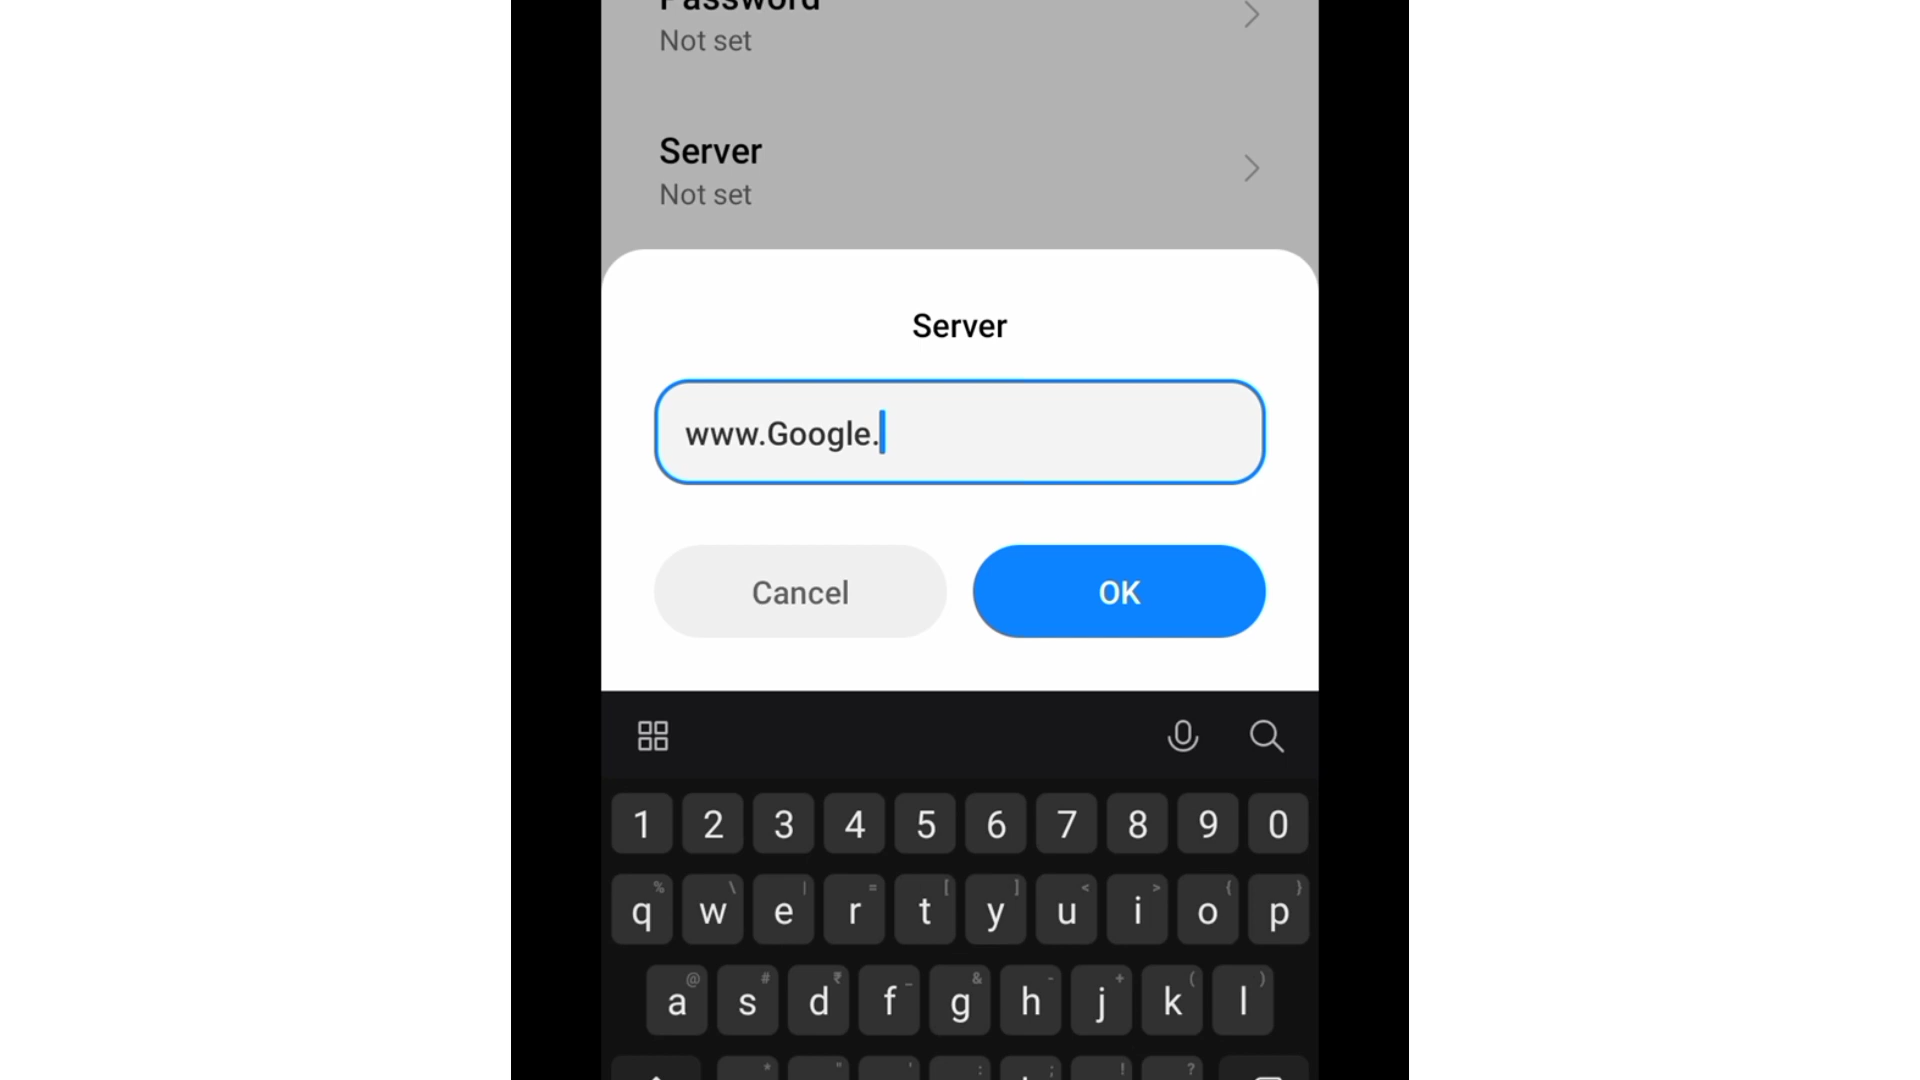 Password
Not set
Server
Not set
Server
www.Google.
Cancel
OK
1 2 3 4 5 6 7 8 9 0
% \ | = [ ] < > { }
q w e r t y u i o p
@ # ₹ _ & - + ( )
a s d f g h j k l
* " ' : ; ! ?